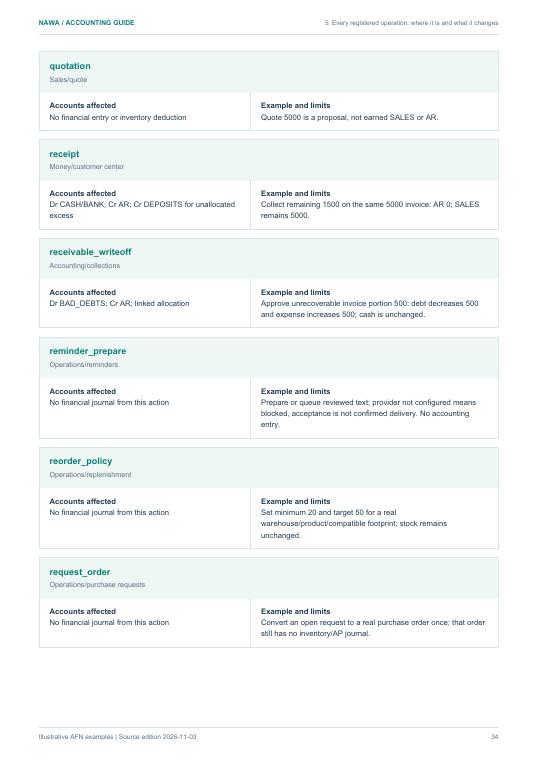 NAWA / ACCOUNTING GUIDE
5. Every registered operation: where it is and what it changes
quotation
Sales/quote
Accounts affected
No financial entry or inventory deduction
Example and limits
Quote 5000 is a proposal, not earned SALES or AR.
receipt
Money/customer center
Accounts affected
Dr CASH/BANK; Cr AR; Cr DEPOSITS for unallocated
excess
Example and limits
Collect remaining 1500 on the same 5000 invoice: AR 0; SALES
remains 5000.
receivable_writeoff
Accounting/collections
Accounts affected
Dr BAD_DEBTS; Cr AR; linked allocation
Example and limits
Approve unrecoverable invoice portion 500: debt decreases 500
and expense increases 500; cash is unchanged.
reminder_prepare
Operations/reminders
Accounts affected
No financial journal from this action
Example and limits
Prepare or queue reviewed text; provider not configured means
blocked, acceptance is not confirmed delivery. No accounting
entry.
reorder_policy
Operations/replenishment
Accounts affected
No financial journal from this action
Example and limits
Set minimum 20 and target 50 for a real
warehouse/product/compatible footprint; stock remains
unchanged.
request_order
Operations/purchase requests
Accounts affected
No financial journal from this action
Example and limits
Convert an open request to a real purchase order once; that order
still has no inventory/AP journal.
Illustrative AFN examples | Source edition 2026-11-03
34